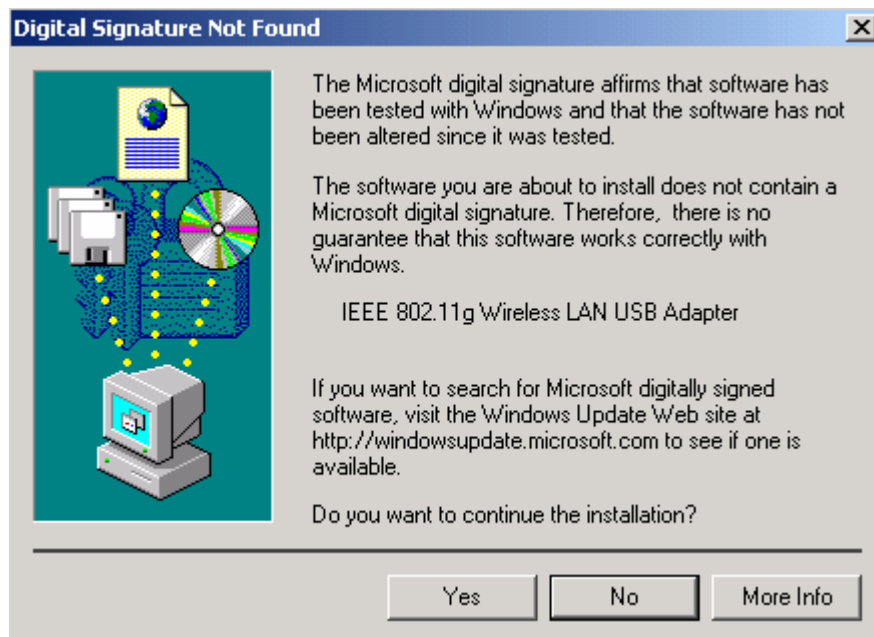 Digital Signature Not Found
The Microsoft digital signature affirms that software has
been tested with Windows and that the software has not
been altered since it was tested.
The software you are about to install does not contain a
Microsoft digital signature. Therefore,  there is no
guarantee that this software works correctly with
Windows.
IEEE 802.11g Wireless LAN USB Adapter
If you want to search for Microsoft digitally signed
software, visit the Windows Update Web site at
http://windowsupdate.microsoft.com to see if one is
available.
Do you want to continue the installation?
Yes
No
More Info